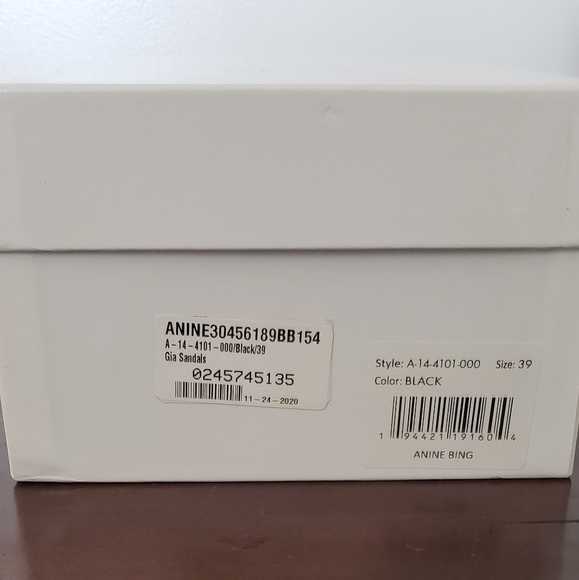 ANINE30456189BB154
A-14-4101-000/Black/39
Gia Sandals
0245745135
11-24-2020
Style: A-14-4101-000 Size: 39
Color: BLACK
1 94421 19160 4
ANINE BING